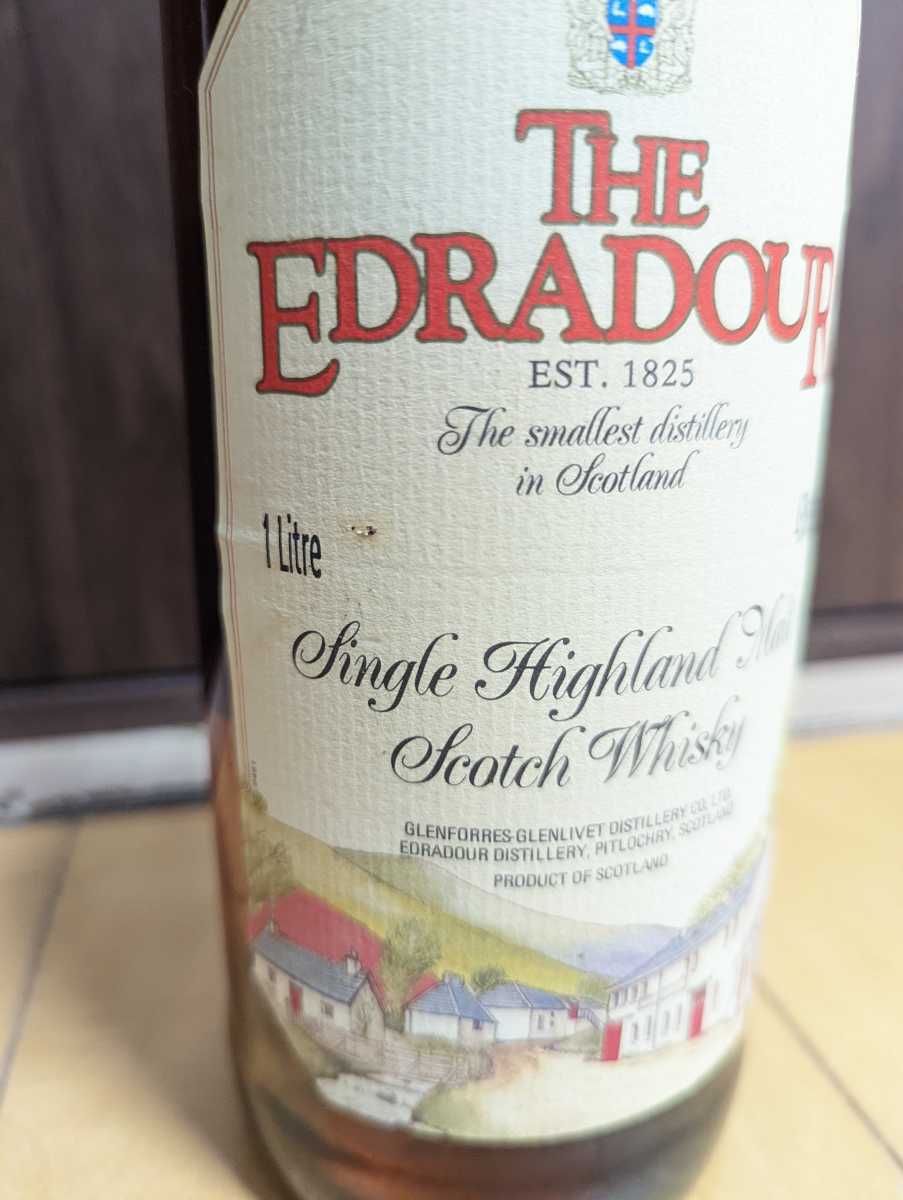 THE
EDRADOUR
EST. 1825
The smallest distillery
in Scotland
1 Litre
Single Highland Malt
Scotch Whisky
GLENFORRES-GLENLIVET DISTILLERY CO. LTD.
EDRADOUR DISTILLERY, PITLOCHRY, SCOTLAND
PRODUCT OF SCOTLAND